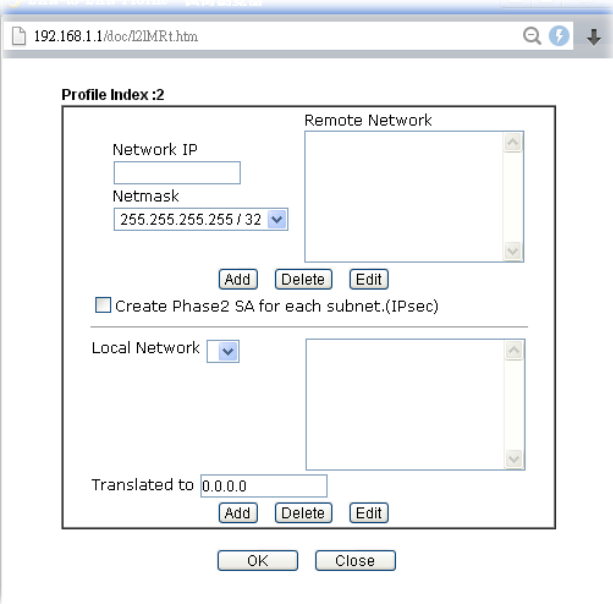 192.168.1.1/doc/l2lMRt.htm
Profile Index :2
Remote Network
Network IP
Netmask
255.255.255.255 / 32
Add Delete Edit
Create Phase2 SA for each subnet.(IPsec)
Local Network
Translated to 0.0.0.0
Add Delete Edit
OK Close